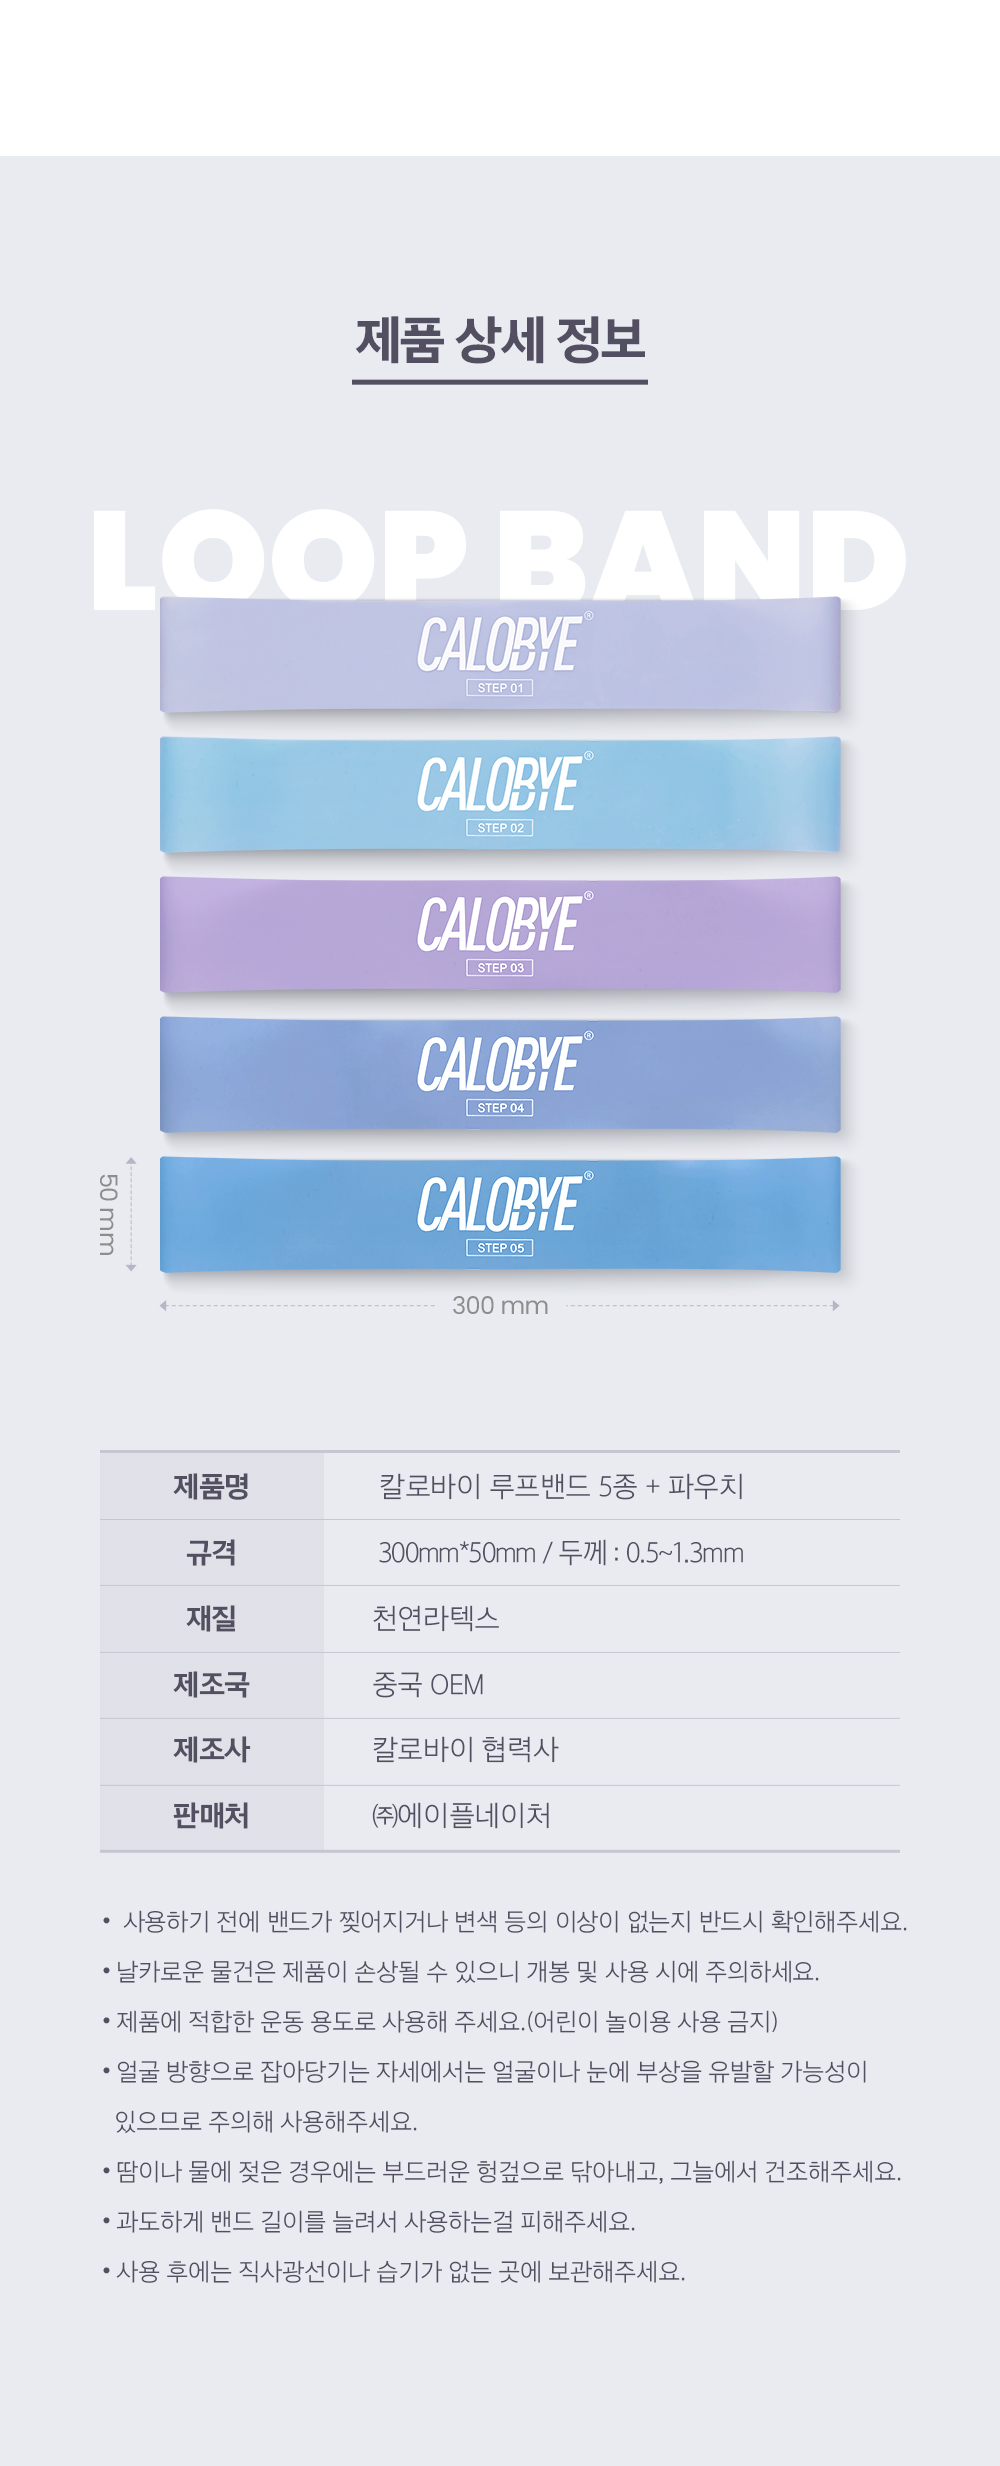 제품 상세 정보
LOOP BAND
CALOBYE®
STEP 01
CALOBYE®
STEP 02
CALOBYE®
STEP 03
CALOBYE®
STEP 04
CALOBYE®
STEP 05
50 mm
300 mm
제품명 칼로바이 루프밴드 5종 + 파우치
규격 300mm*50mm / 두께 : 0.5~1.3mm
재질 천연라텍스
제조국 중국 OEM
제조사 칼로바이 협력사
판매처 ㈜에이플네이처
• 사용하기 전에 밴드가 찢어지거나 변색 등의 이상이 없는지 반드시 확인해주세요.
• 날카로운 물건은 제품이 손상될 수 있으니 개봉 및 사용 시에 주의하세요.
• 제품에 적합한 운동 용도로 사용해 주세요.(어린이 놀이용 사용 금지)
• 얼굴 방향으로 잡아당기는 자세에서는 얼굴이나 눈에 부상을 유발할 가능성이
있으므로 주의해 사용해주세요.
• 땀이나 물에 젖은 경우에는 부드러운 헝겊으로 닦아내고, 그늘에서 건조해주세요.
• 과도하게 밴드 길이를 늘려서 사용하는걸 피해주세요.
• 사용 후에는 직사광선이나 습기가 없는 곳에 보관해주세요.